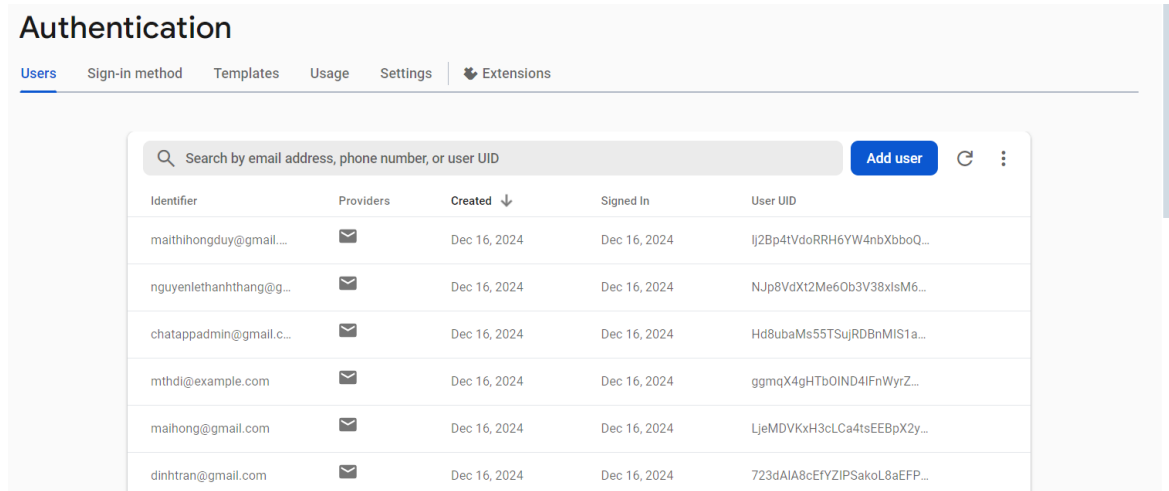 Authentication
Users Sign-in method Templates Usage Settings Extensions
Search by email address, phone number, or user UID Add user
Identifier Providers Created Signed In User UID
maithihongduy@gmail.... Dec 16, 2024 Dec 16, 2024 Ij2Bp4tVdoRRH6YW4nbXbboQ...
nguyenlethanhthang@g... Dec 16, 2024 Dec 16, 2024 NJp8VdXt2Me6Ob3V38xIsM6...
chatappadmin@gmail.c... Dec 16, 2024 Dec 16, 2024 Hd8ubaMs55TSujRDBnMIS1a...
mthdi@example.com Dec 16, 2024 Dec 16, 2024 ggmqX4gHTbOIND4IFnWyrZ...
maihong@gmail.com Dec 16, 2024 Dec 16, 2024 LjeMDVKxH3cLCa4tsEEBpX2y...
dinhtran@gmail.com Dec 16, 2024 Dec 16, 2024 723dAIA8cEfYZIPSakoL8aEFP...